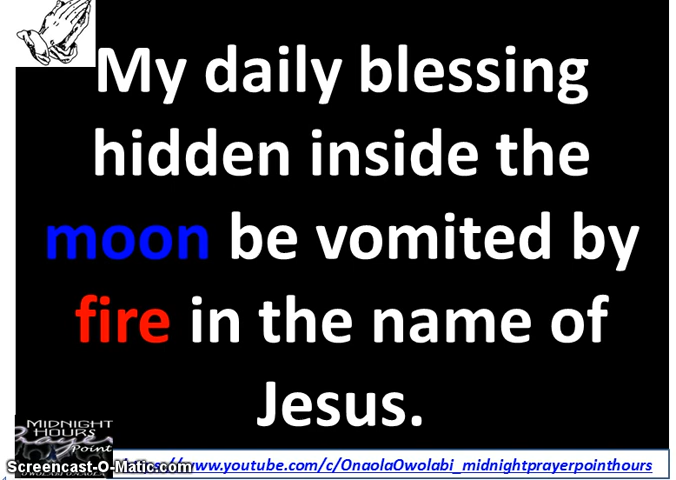 My daily blessing
hidden inside the
moon be vomited by
fire in the name of
Jesus.
MIDNIGHT
HOURS
Prayer
Point
Screencast-O-Matic.com
www.youtube.com/c/OnaolaOwolabi_midnightprayerpointhours